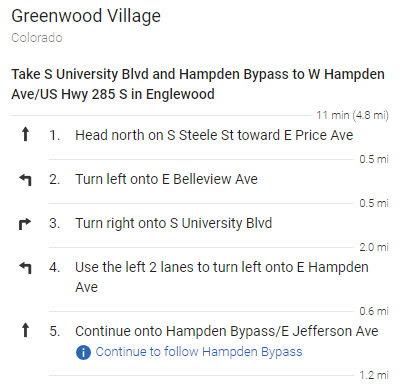 Greenwood Village
Colorado
Take S University Blvd and Hampden Bypass to W Hampden
Ave/US Hwy 285 S in Englewood
11 min (4.8 mi)
1. Head north on S Steele St toward E Price Ave
0.5 mi
2. Turn left onto E Belleview Ave
0.5 mi
3. Turn right onto S University Blvd
2.0 mi
4. Use the left 2 lanes to turn left onto E Hampden
Ave
0.6 mi
5. Continue onto Hampden Bypass/E Jefferson Ave
Continue to follow Hampden Bypass
1.2 mi